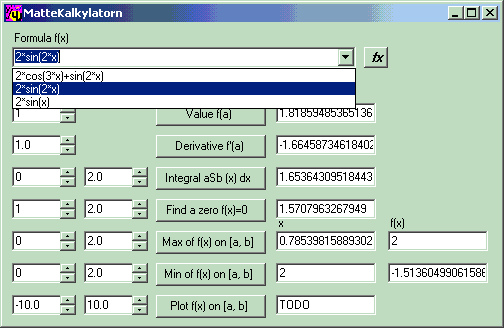 MatteKalkylatorn
Formula f(x)
2*sin(2*x)
fx
2*cos(3*x)+sin(2*x)
2*sin(2*x)
2*sin(x)
1 Value f(a) 1.81859485365136
1.0 Derivative f'(a) -1.66458734618402
0 2.0 Integral aSb (x) dx 1.65364309518443
1 2.0 Find a zero f(x)=0 1.5707963267949
x f(x)
0 2.0 Max of f(x) on [a, b] 0.78539815889302 2
0 2.0 Min of f(x) on [a, b] 2 -1.5136049906158
-10.0 10.0 Plot f(x) on [a, b] TODO